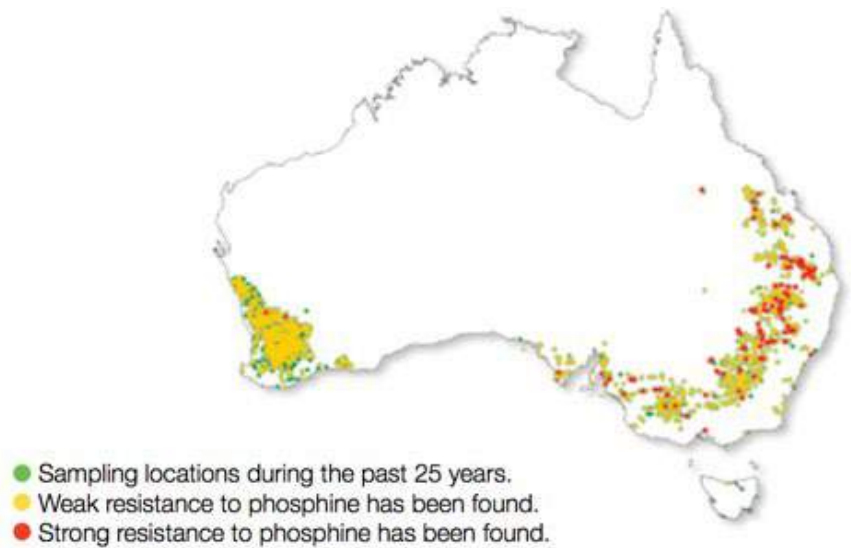 Sampling locations during the past 25 years.
Weak resistance to phosphine has been found.
Strong resistance to phosphine has been found.